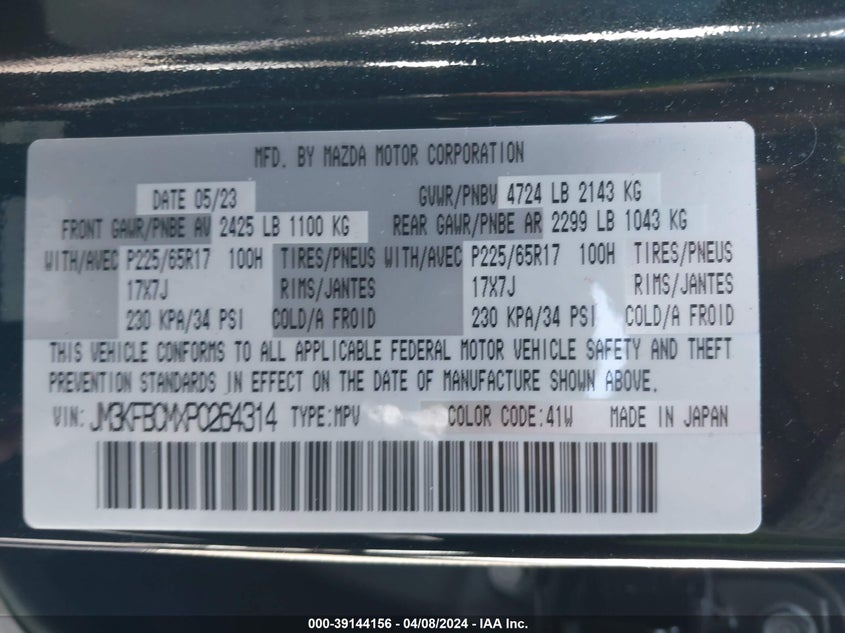 MFD. BY MAZDA MOTOR CORPORATION
DATE 05/23 GVWR/PNBV 4724 LB 2143 KG
FRONT GAWR/PNBE AV 2425 LB 1100 KG REAR GAWR/PNBE AR 2299 LB 1043 KG
WITH/AVEC P225/65R17 100H TIRES/PNEUS WITH/AVEC P225/65R17 100H TIRES/PNEUS
17X7J RIMS/JANTES 17X7J RIMS/JANTES
230 KPA/34 PSI COLD/A FROID 230 KPA/34 PSI COLD/A FROID
THIS VEHICLE CONFORMS TO ALL APPLICABLE FEDERAL MOTOR VEHICLE SAFETY AND THEFT
PREVENTION STANDARDS IN EFFECT ON THE DATE OF MANUFACTURE SHOWN ABOVE.
VIN: JM3KFBCMXP0264314 TYPE:MPV COLOR CODE:41W MADE IN JAPAN
000-39144156 - 04/08/2024 - IAA Inc.